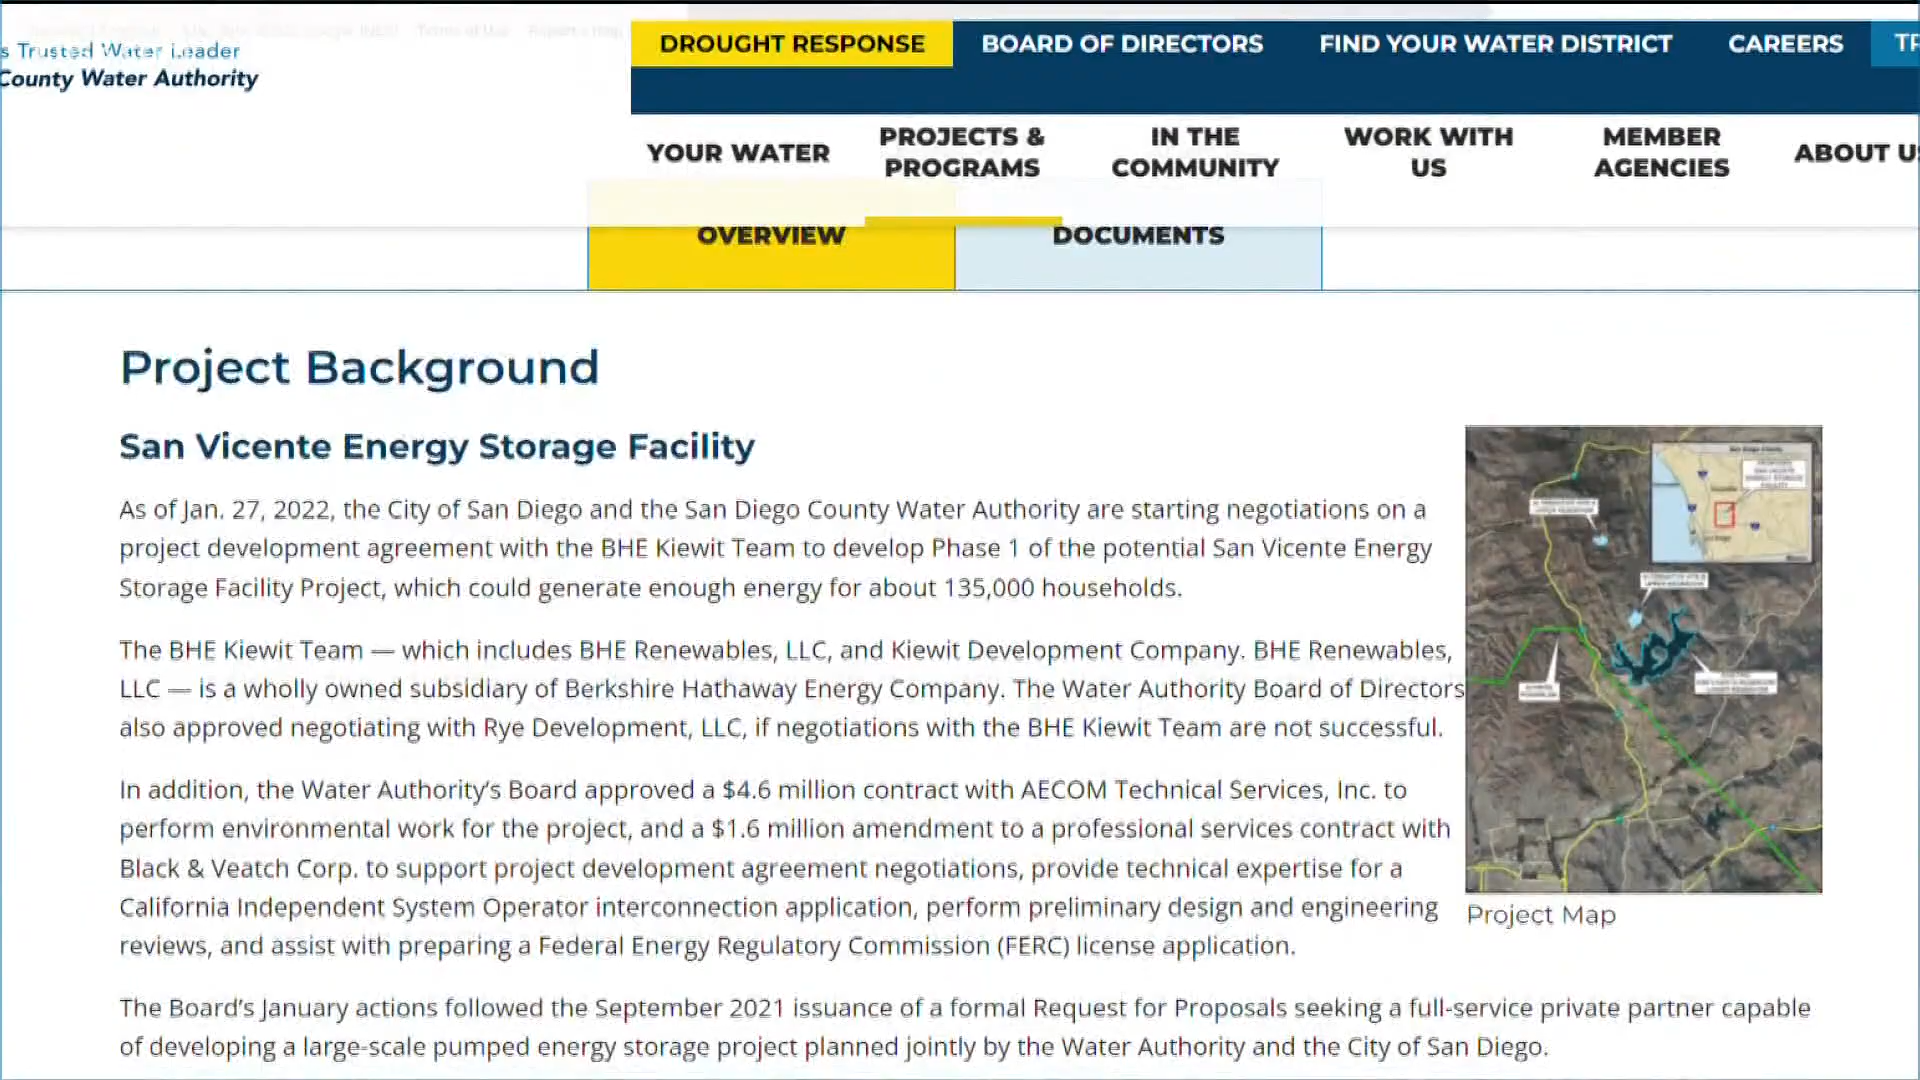 s Trusted Water Leader
County Water Authority
DROUGHT RESPONSE
BOARD OF DIRECTORS
FIND YOUR WATER DISTRICT
CAREERS
YOUR WATER
PROJECTS &
PROGRAMS
IN THE
COMMUNITY
WORK WITH
US
MEMBER
AGENCIES
ABOUT US
OVERVIEW
DOCUMENTS
Project Background
San Vicente Energy Storage Facility
As of Jan. 27, 2022, the City of San Diego and the San Diego County Water Authority are starting negotiations on a
project development agreement with the BHE Kiewit Team to develop Phase 1 of the potential San Vicente Energy
Storage Facility Project, which could generate enough energy for about 135,000 households.
The BHE Kiewit Team — which includes BHE Renewables, LLC, and Kiewit Development Company. BHE Renewables,
LLC — is a wholly owned subsidiary of Berkshire Hathaway Energy Company. The Water Authority Board of Directors
also approved negotiating with Rye Development, LLC, if negotiations with the BHE Kiewit Team are not successful.
In addition, the Water Authority’s Board approved a $4.6 million contract with AECOM Technical Services, Inc. to
perform environmental work for the project, and a $1.6 million amendment to a professional services contract with
Black & Veatch Corp. to support project development agreement negotiations, provide technical expertise for a
California Independent System Operator interconnection application, perform preliminary design and engineering
reviews, and assist with preparing a Federal Energy Regulatory Commission (FERC) license application.
The Board’s January actions followed the September 2021 issuance of a formal Request for Proposals seeking a full-service private partner capable
of developing a large-scale pumped energy storage project planned jointly by the Water Authority and the City of San Diego.
Project Map